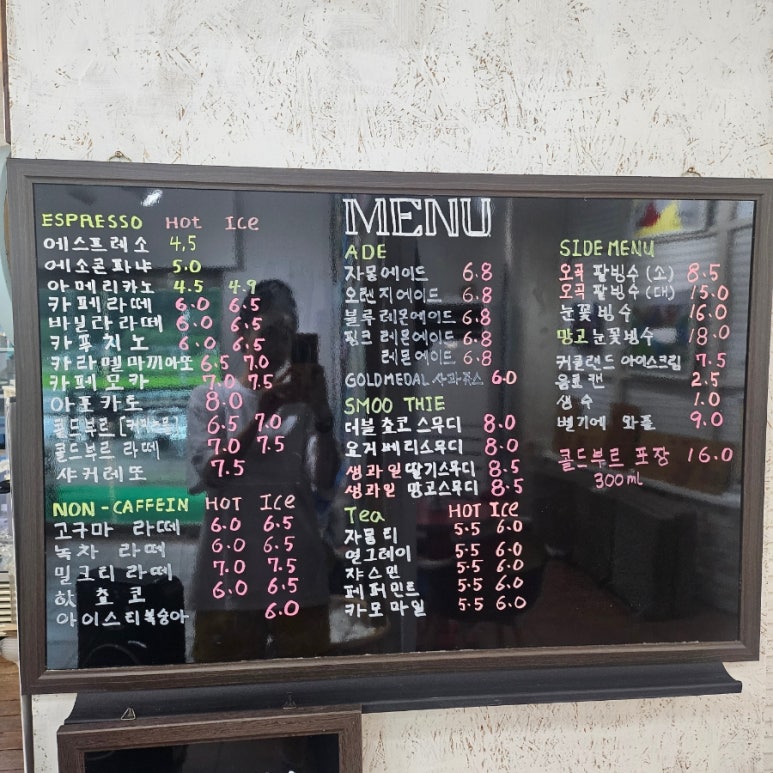 MENU
ESPRESSO HOT ICE
에스프레소 4.5
에소콘파냐 5.0
아메리카노 4.5 4.9
카페라떼 6.0 6.5
바닐라라떼 6.0 6.5
카푸치노 6.0 6.5
카라멜마끼아또 6.5 7.0
카페모카 7.0 7.5
아포카토 8.0
콜드브루 6.5 7.0
콜드부르 라떼 7.0 7.5
샤커레또 7.5
NON-CAFFEIN HOT ICE
고구마 라떼 6.0 6.5
녹차 라떼 6.0 6.5
밀크티 라떼 7.0 7.5
핫 쵸코 6.0 6.5
아이스티복숭아 6.0
ADE
자몽에이드 6.8
오렌지에이드 6.8
블루레몬에이드 6.8
핑크레몬에이드 6.8
레몬에이드 6.8
GOLDMEDAL 사과쥬스 6.0
SMOO THIE
더블쵸코스무디 8.0
요거베리스무디 8.0
생과일딸기스무디 8.5
생과일망고스무디 8.5
Tea HOT ICE
자몽티 5.5 6.0
얼그레이 5.5 6.0
쟈스민 5.5 6.0
페퍼민트 5.5 6.0
카모마일 5.5 6.0
SIDE MENU
오곡 팥빙수 (소) 8.5
오곡 팥빙수 (대) 15.0
눈꽃빙수 16.0
망고눈꽃빙수 18.0
커클랜드 아이스크림 7.5
음료캔 2.5
생수 1.0
벨기에 와플 9.0
콜드부르 포장 16.0
300ml